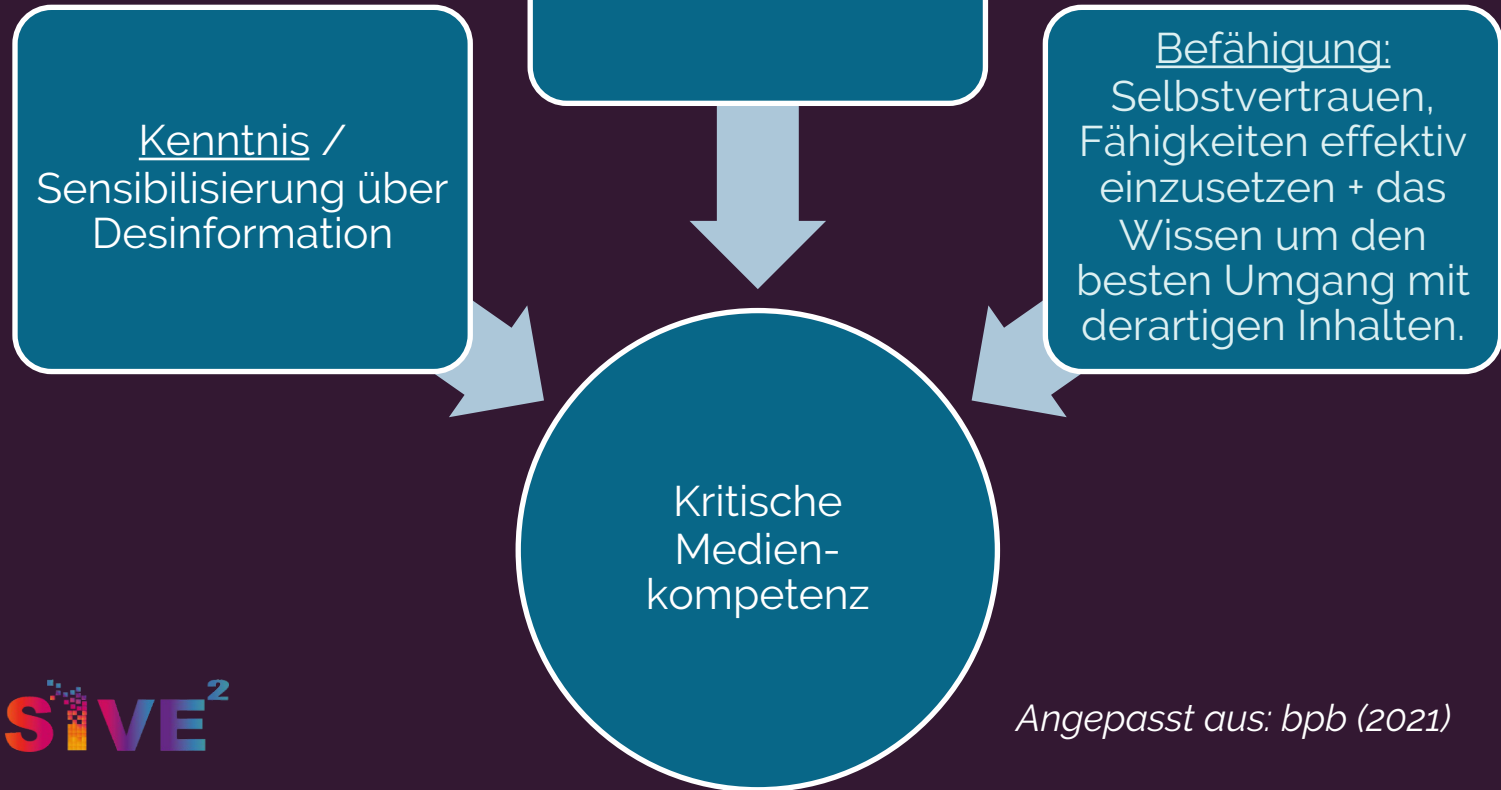 Kenntnis /
Sensibilisierung über
Desinformation
Befähigung:
Selbstvertrauen,
Fähigkeiten effektiv
einzusetzen + das
Wissen um den
besten Umgang mit
derartigen Inhalten.
Kritische
Medien-
kompetenz
SIVE²
Angepasst aus: bpb (2021)